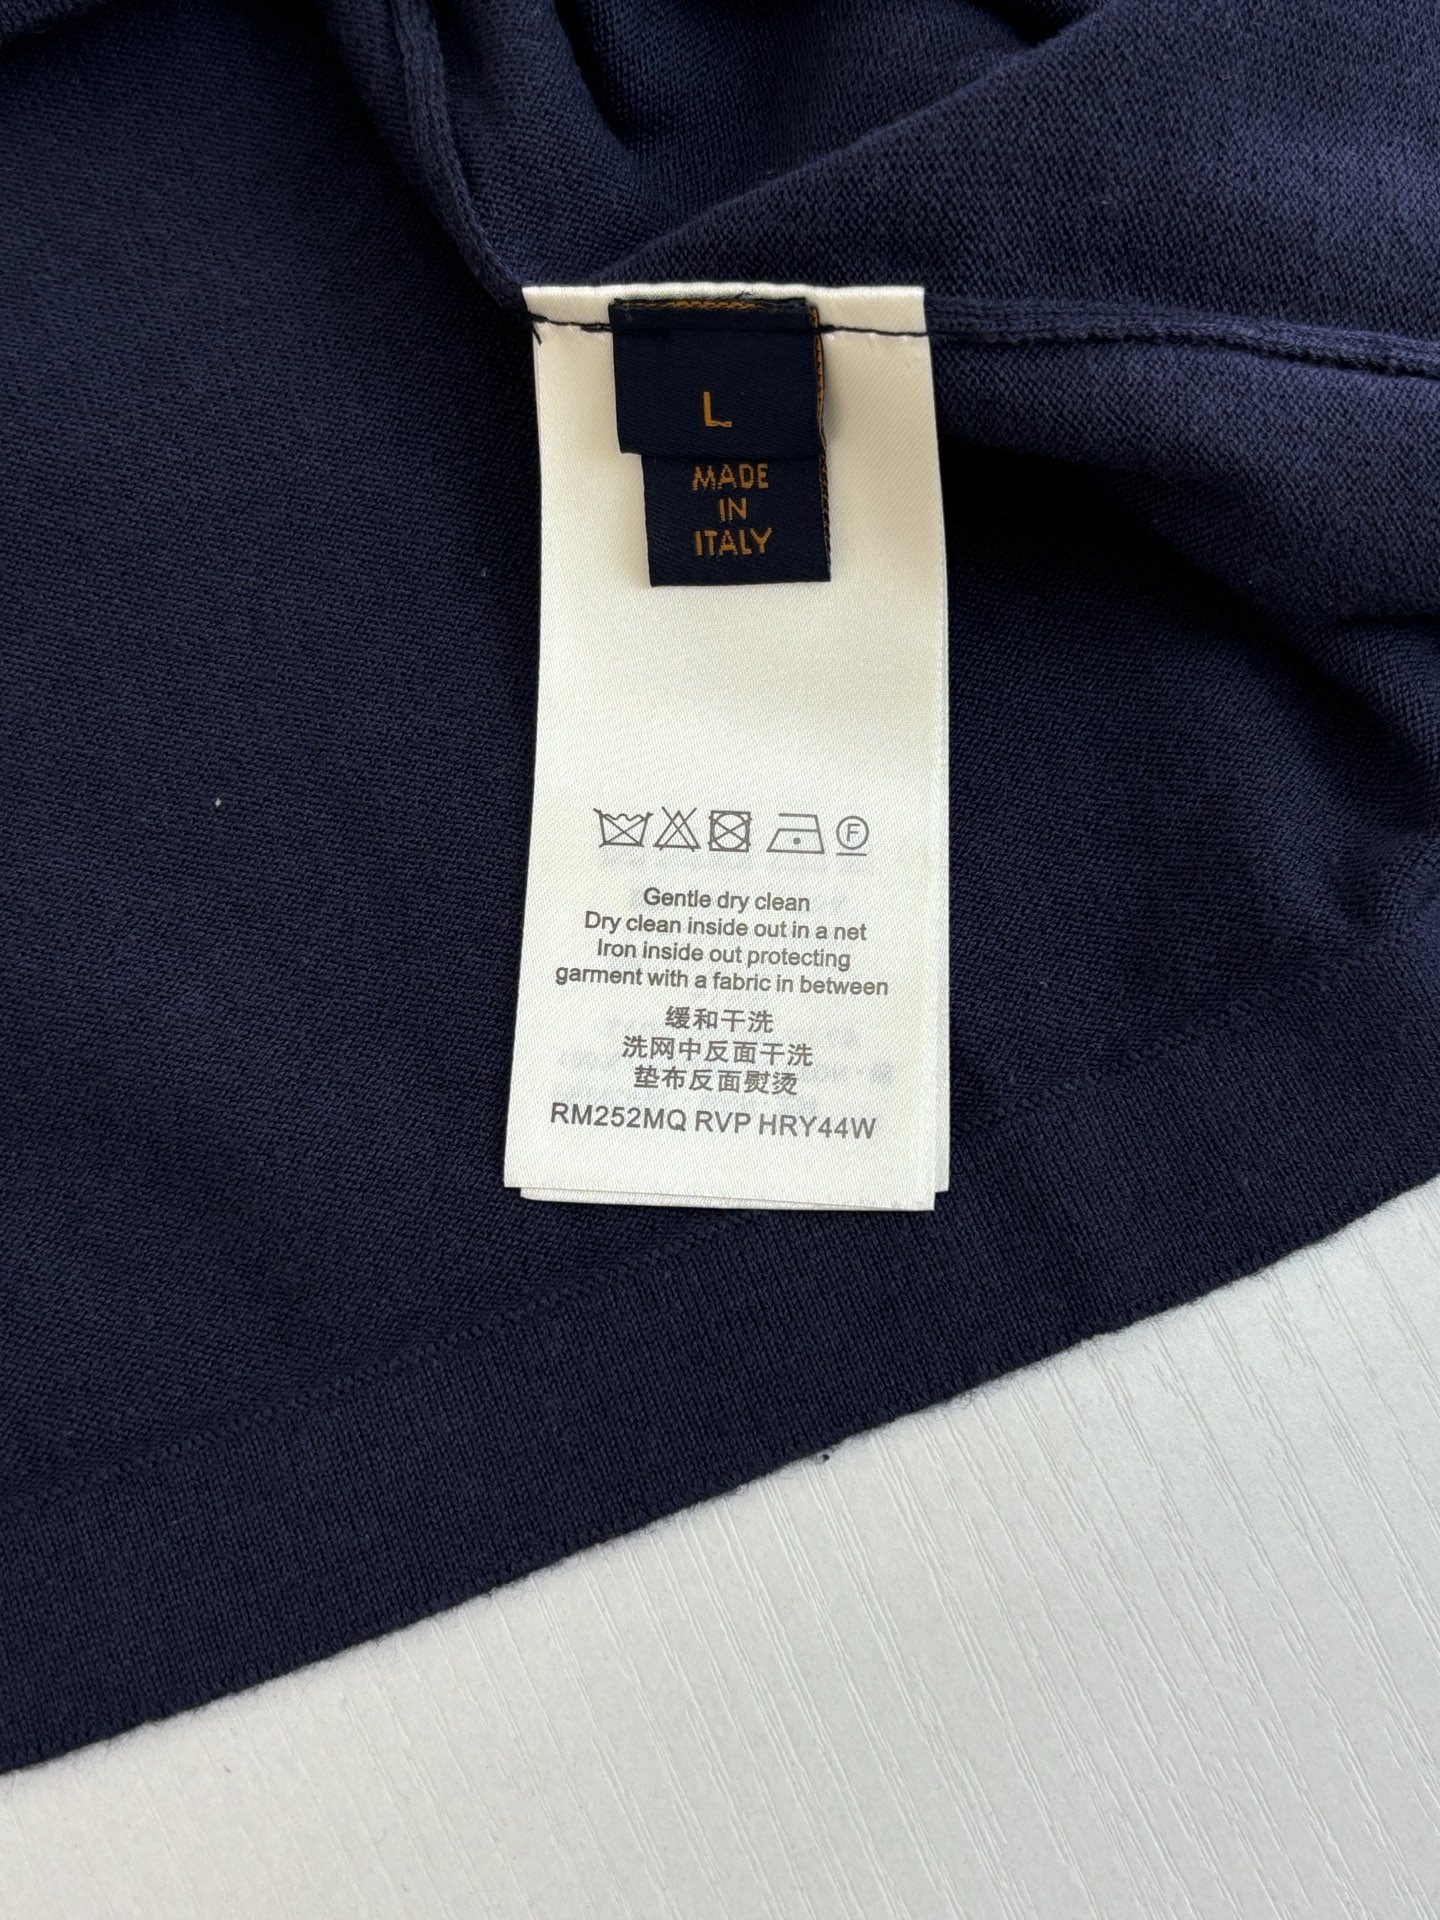 L
MADE
IN
ITALY
F
Gentle dry clean
Dry clean inside out in a net
Iron inside out protecting
garment with a fabric in between
缓和干洗
洗网中反面干洗
垫布反面熨烫
RM252MQ RVP HRY44W